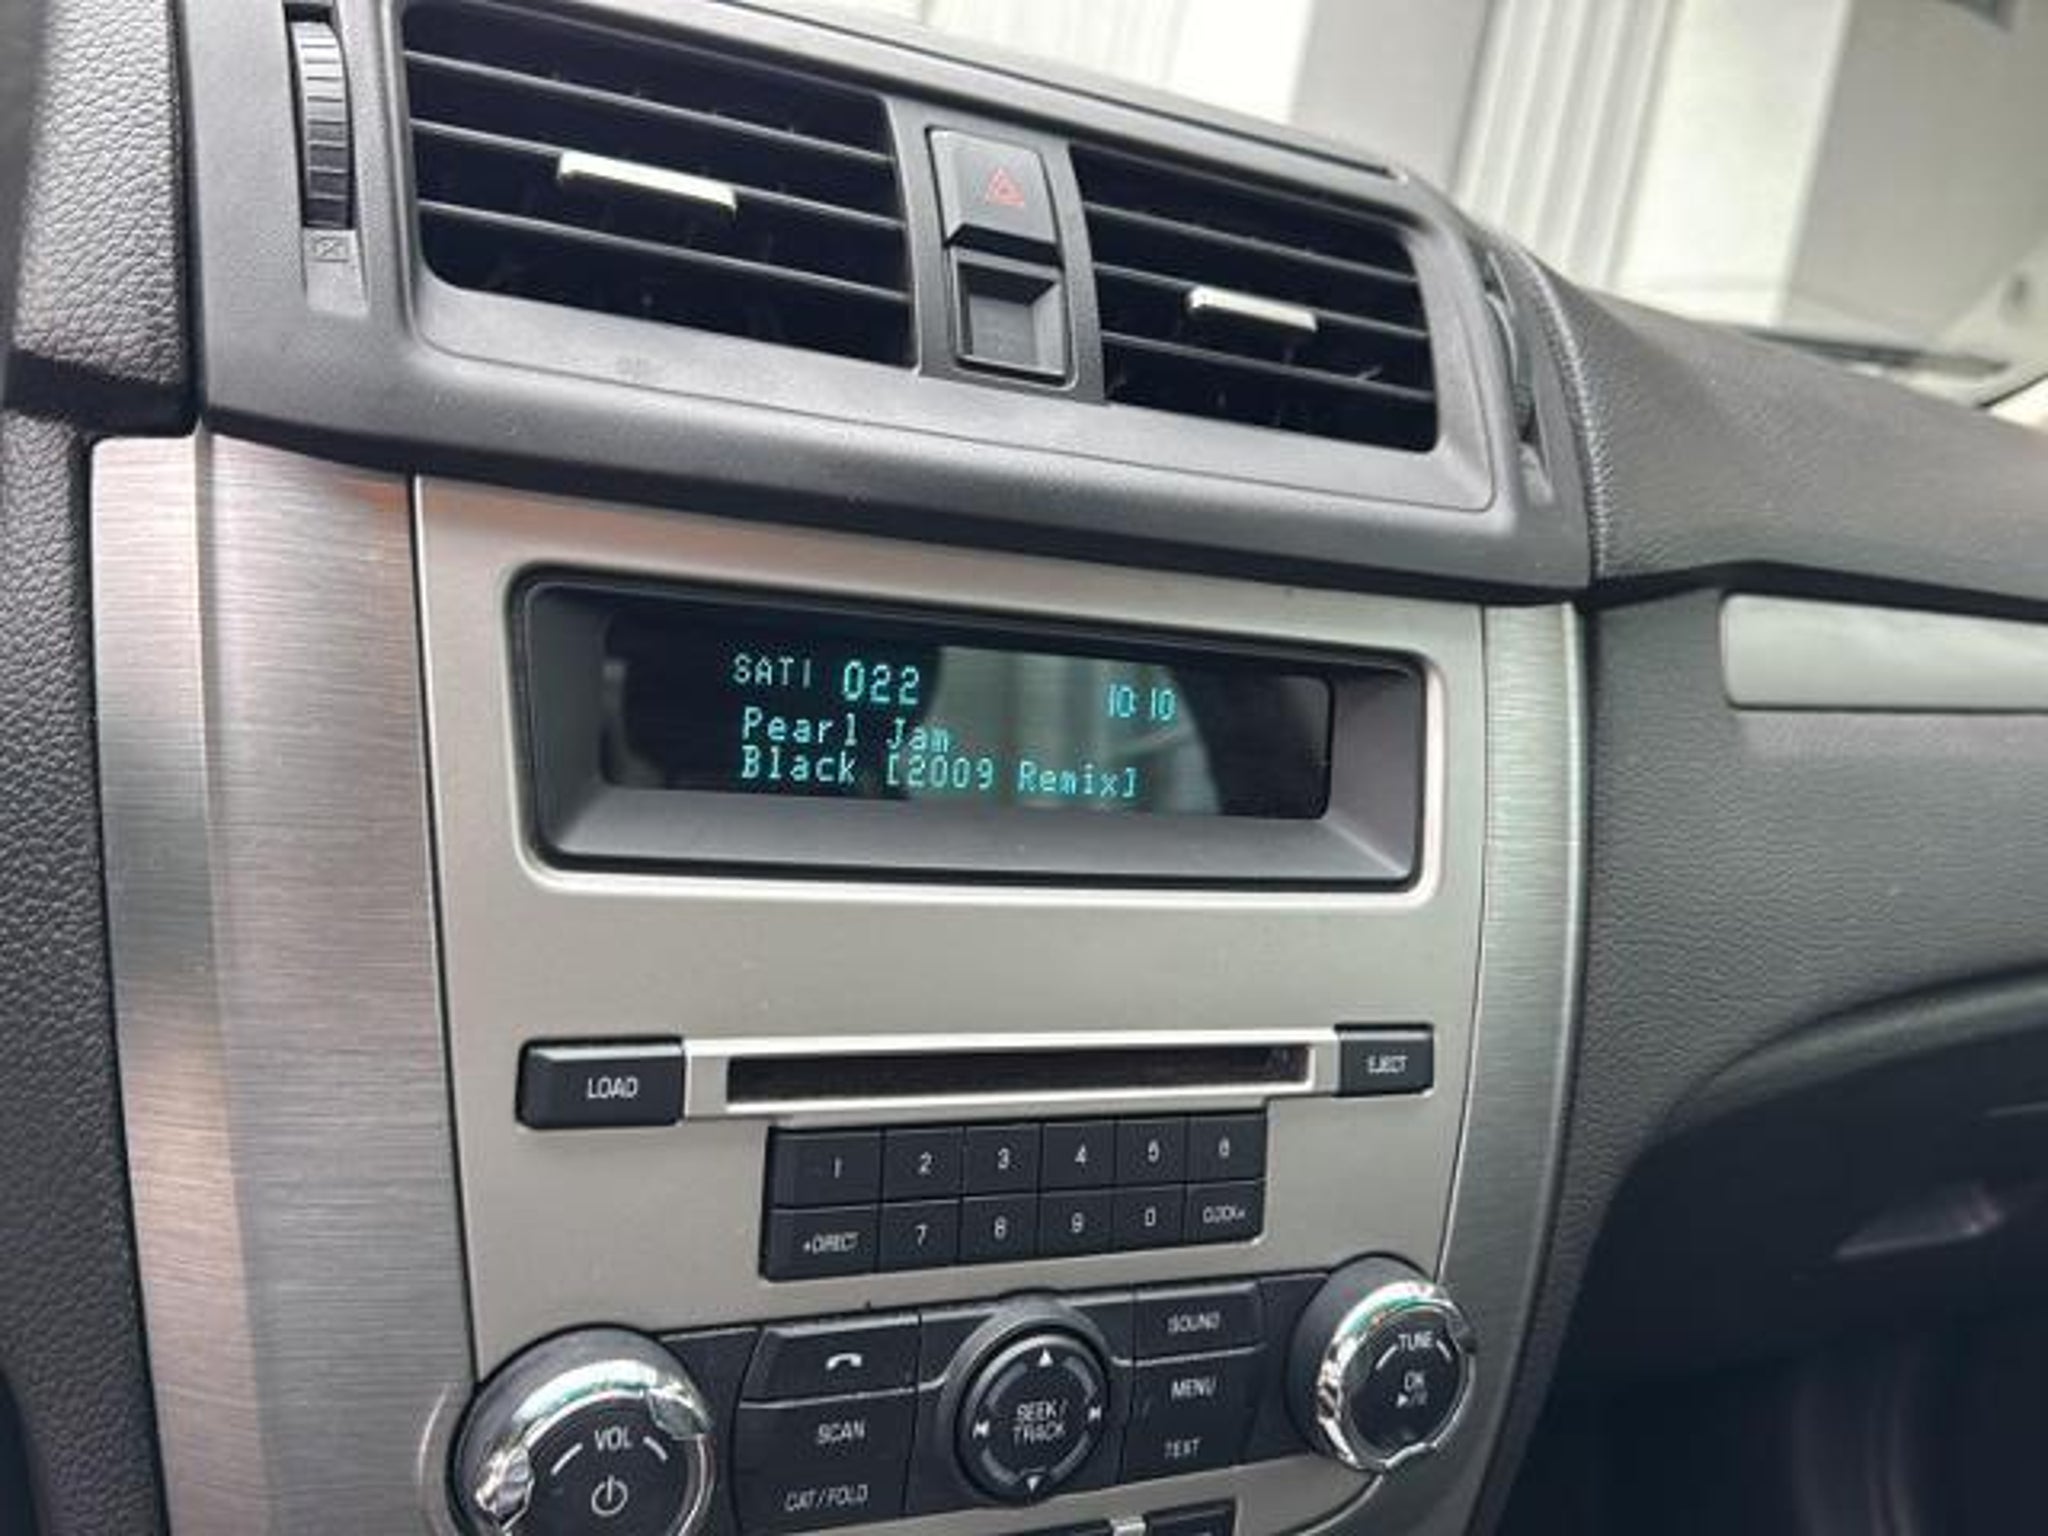 SAT1 022 10:10
Pearl Jam
Black [2009 Remix]
LOAD EJECT
1 2 3 4 5 6
+DIRECT 7 8 9 0 CLOCK
VOL
SCAN
CAT/FOLD
SEEK/
TRACK
SOUND
MENU
TEXT
TUNE
OK